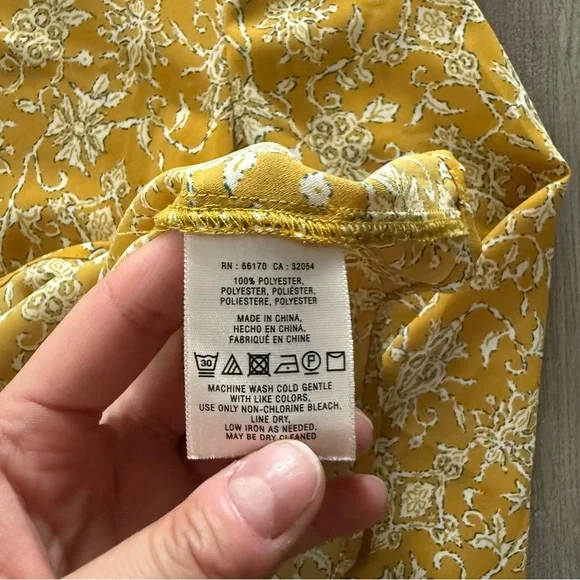 RN : 66170 CA : 32054
100% POLYESTER,
POLYESTER, POLIÉSTER,
POLIESTERE, POLYESTER
MADE IN CHINA,
HECHO EN CHINA,
FABRIQUÉ EN CHINE
30 P
MACHINE WASH COLD GENTLE
WITH LIKE COLORS,
USE ONLY NON-CHLORINE BLEACH.
LINE DRY,
LOW IRON AS NEEDED,
MAY BE DRY CLEANED